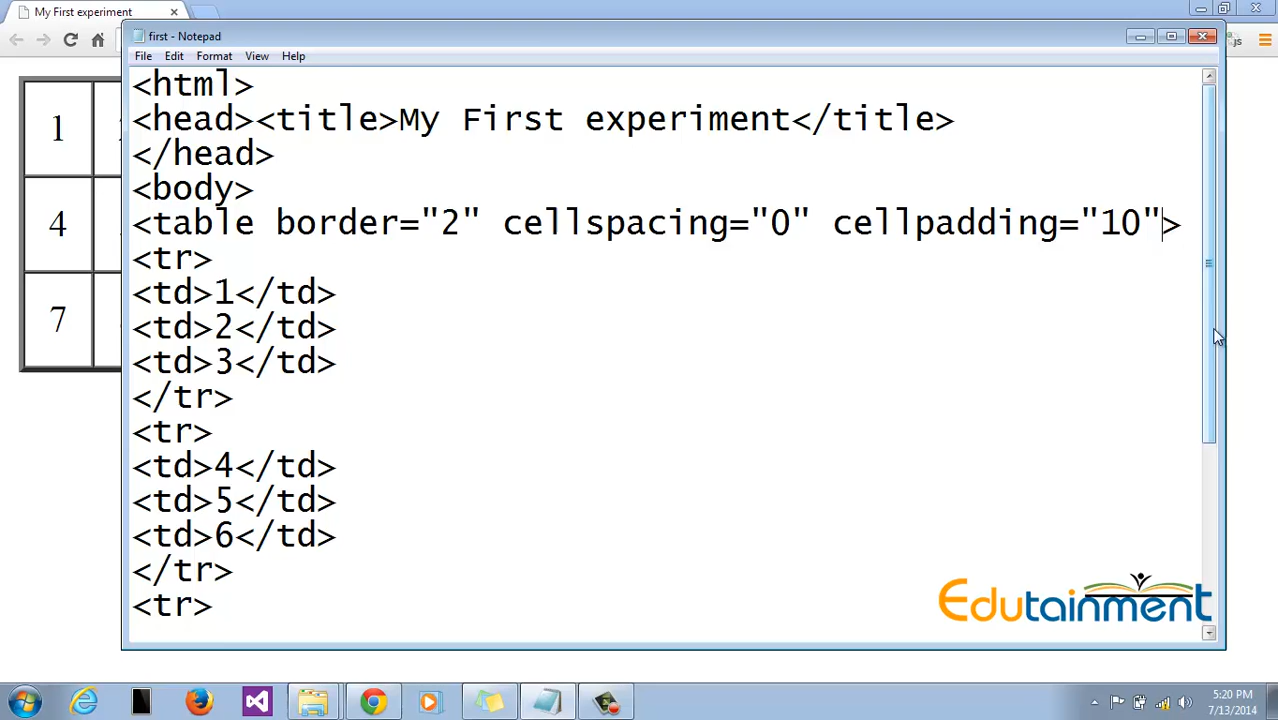 My First experiment
first - Notepad
File Edit Format View Help
<html>
<head><title>My First experiment</title>
</head>
<body>
<table border="2" cellspacing="0" cellpadding="10">
<tr>
<td>1</td>
<td>2</td>
<td>3</td>
</tr>
<tr>
<td>4</td>
<td>5</td>
<td>6</td>
</tr>
<tr>
1
4
7
js
Edutainment
5:20 PM
7/13/2014